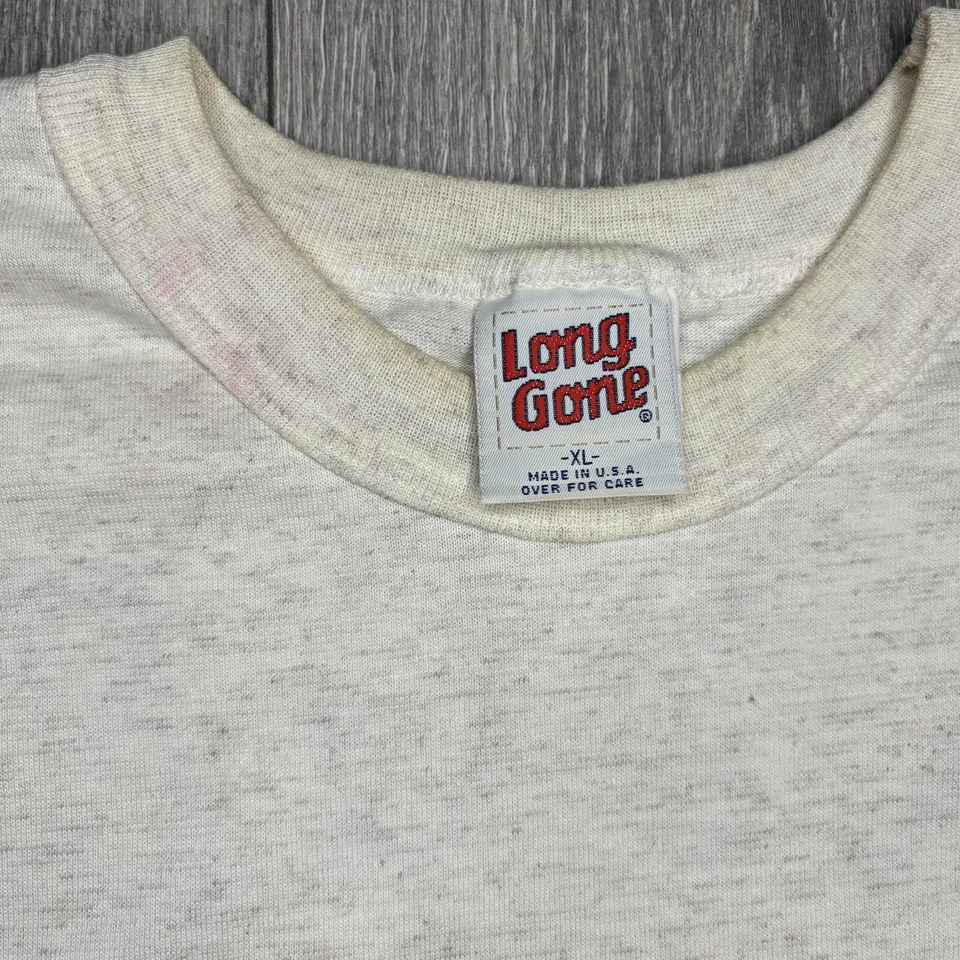 Long
Gone
®
-XL-
MADE IN U.S.A.
OVER FOR CARE